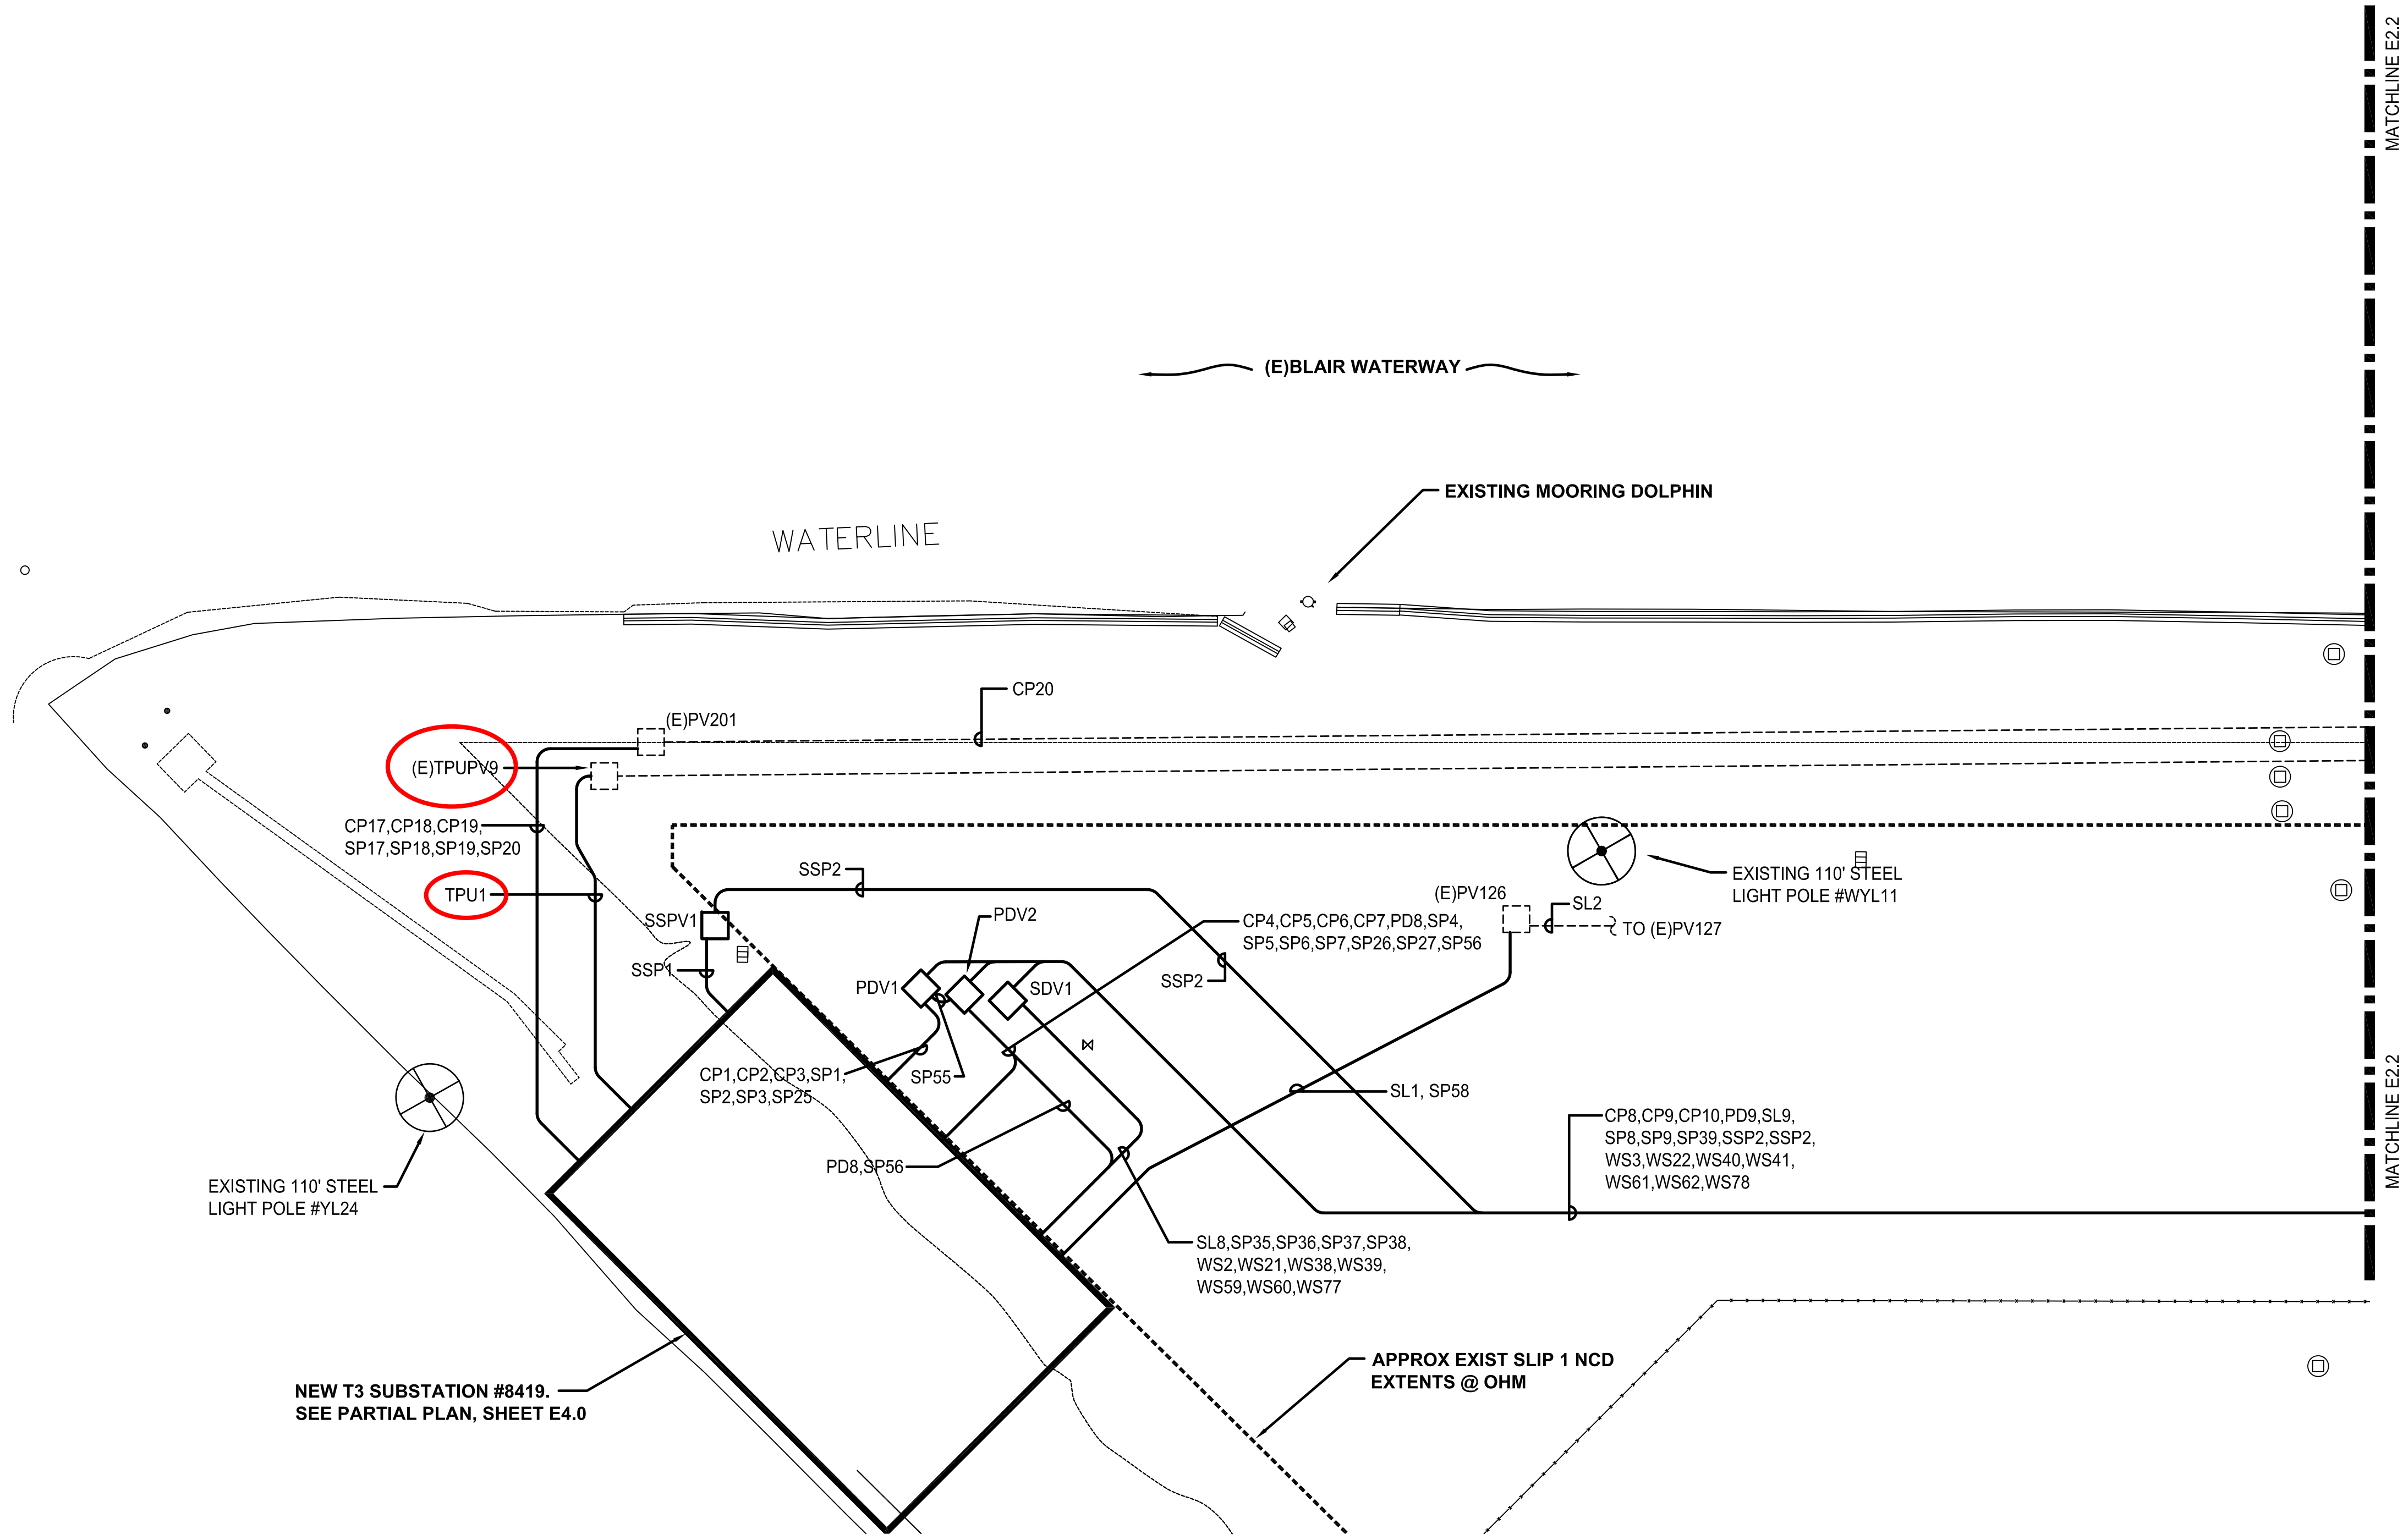 MATCHLINE E2.2
(E)BLAIR WATERWAY
EXISTING MOORING DOLPHIN
WATERLINE
CP20
(E)PV201
(E)TPUPV9
CP17,CP18,CP19,
SP17,SP18,SP19,SP20
TPU1
SSP2
SSPV1
SSP1
PDV2
PDV1
SDV1
CP4,CP5,CP6,CP7,PD8,SP4,
SP5,SP6,SP7,SP26,SP27,SP56
SSP2
(E)PV126
SL2
TO (E)PV127
EXISTING 110' STEEL
LIGHT POLE #WYL11
CP1,CP2,CP3,SP1,
SP2,SP3,SP25
SP55
SL1, SP58
PD8,SP56
CP8,CP9,CP10,PD9,SL9,
SP8,SP9,SP39,SSP2,SSP2,
WS3,WS22,WS40,WS41,
WS61,WS62,WS78
MATCHLINE E2.2
EXISTING 110' STEEL
LIGHT POLE #YL24
SL8,SP35,SP36,SP37,SP38,
WS2,WS21,WS38,WS39,
WS59,WS60,WS77
APPROX EXIST SLIP 1 NCD
EXTENTS @ OHM
NEW T3 SUBSTATION #8419.
SEE PARTIAL PLAN, SHEET E4.0